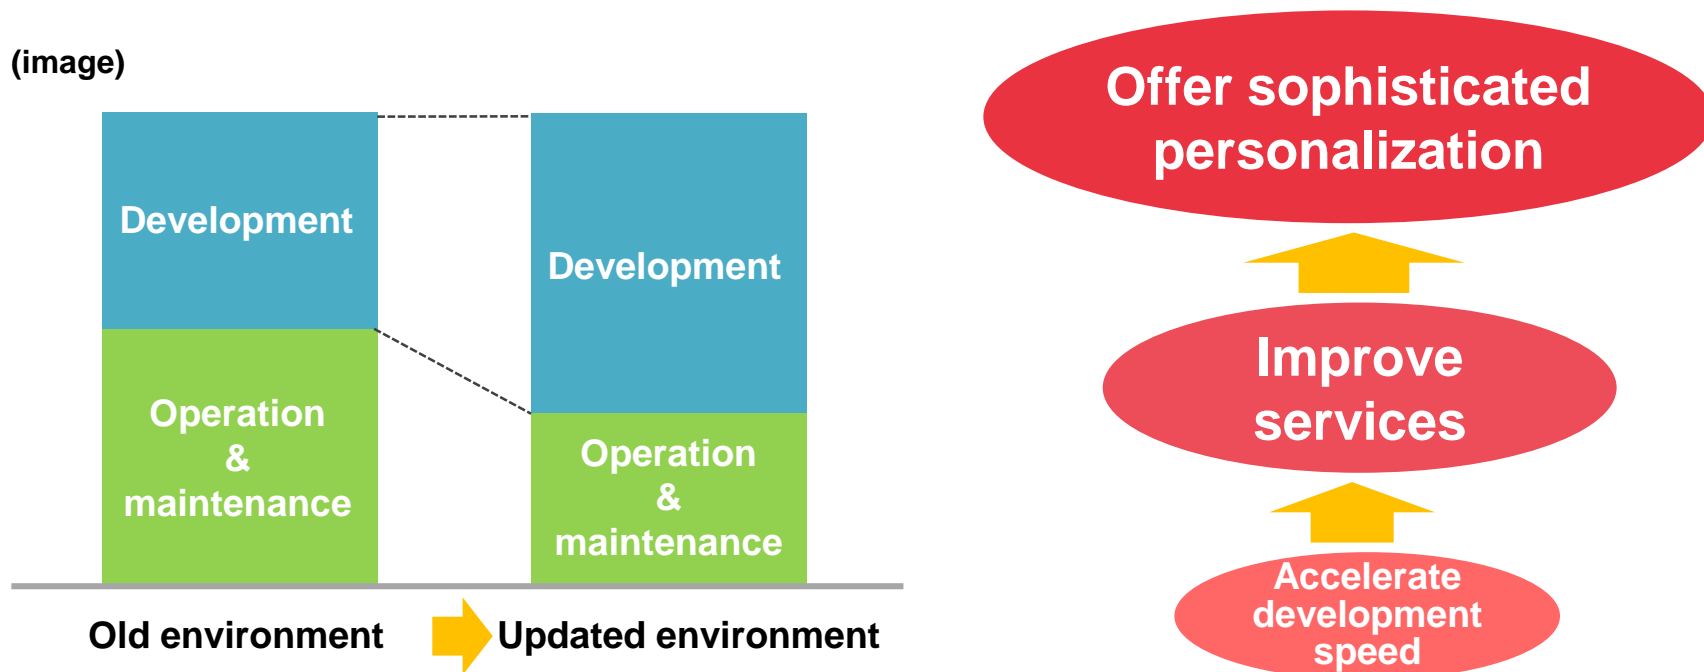 (image)
Development
Operation
&
maintenance
Development
Operation
&
maintenance
Old environment
Updated environment
Offer sophisticated
personalization
Improve
services
Accelerate
development
speed